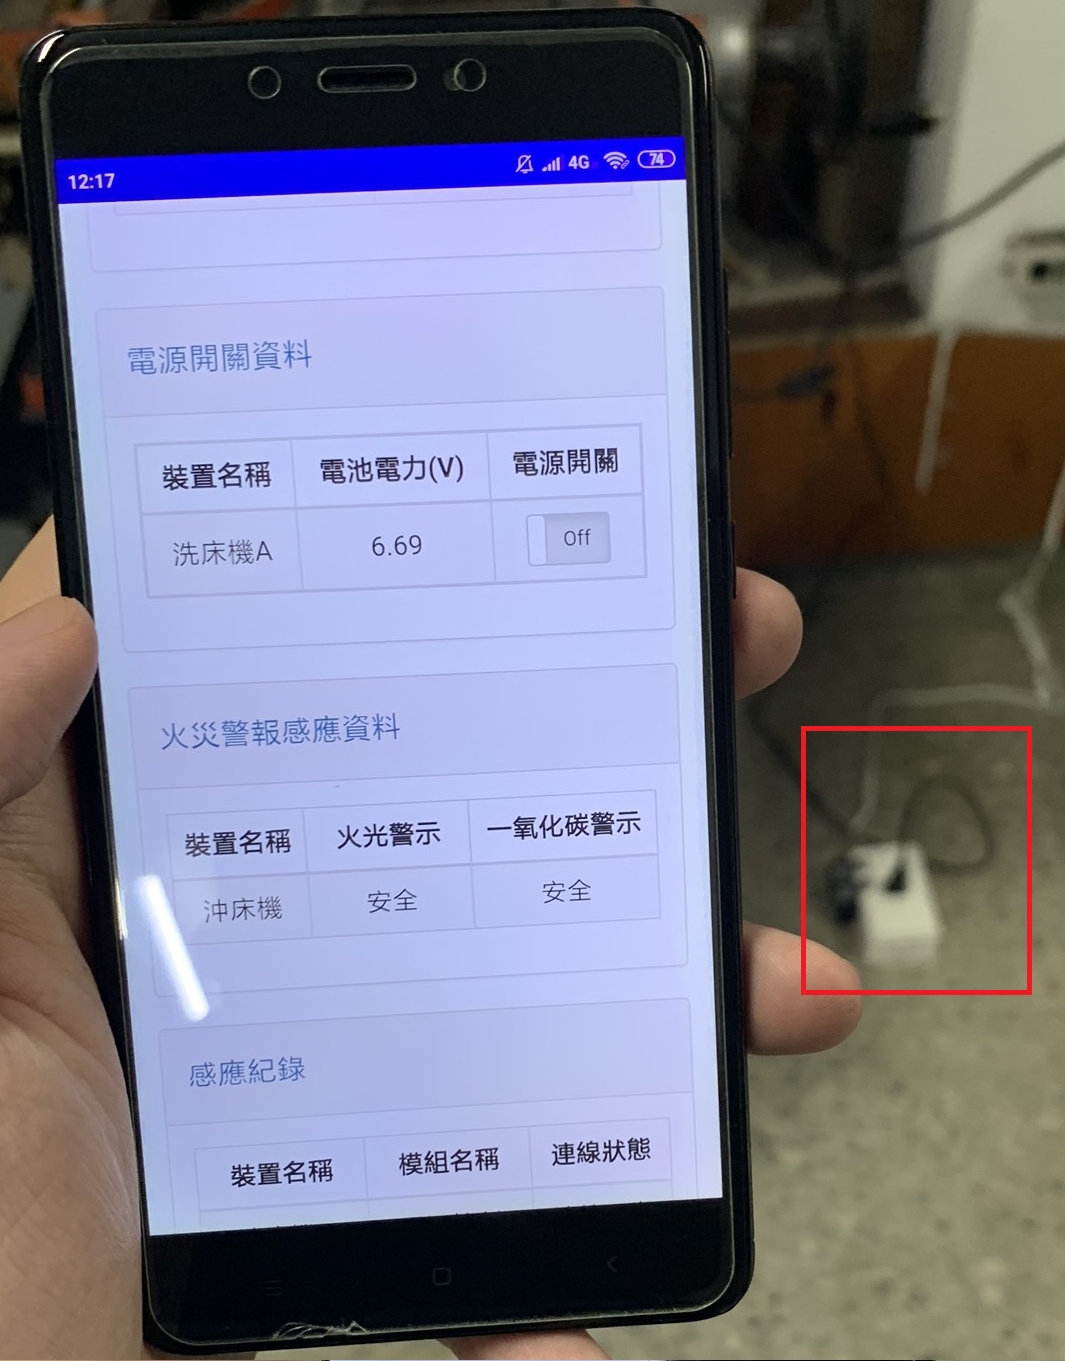 12:17 4G 74
電源開關資料
裝置名稱 電池電力(V) 電源開關
洗床機A 6.69 Off
火災警報感應資料
裝置名稱 火光警示 一氧化碳警示
沖床機 安全 安全
感應紀錄
裝置名稱 模組名稱 連線狀態